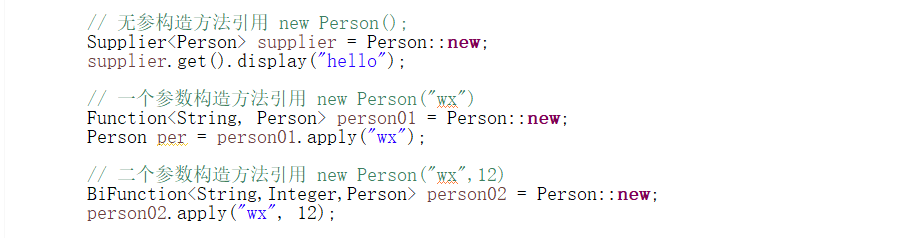 // 无参构造方法引用 new Person();
Supplier<Person> supplier = Person::new;
supplier.get().display("hello");
// 一个参数构造方法引用 new Person("wx")
Function<String, Person> person01 = Person::new;
Person per = person01.apply("wx");
// 二个参数构造方法引用 new Person("wx",12)
BiFunction<String,Integer,Person> person02 = Person::new;
person02.apply("wx", 12);